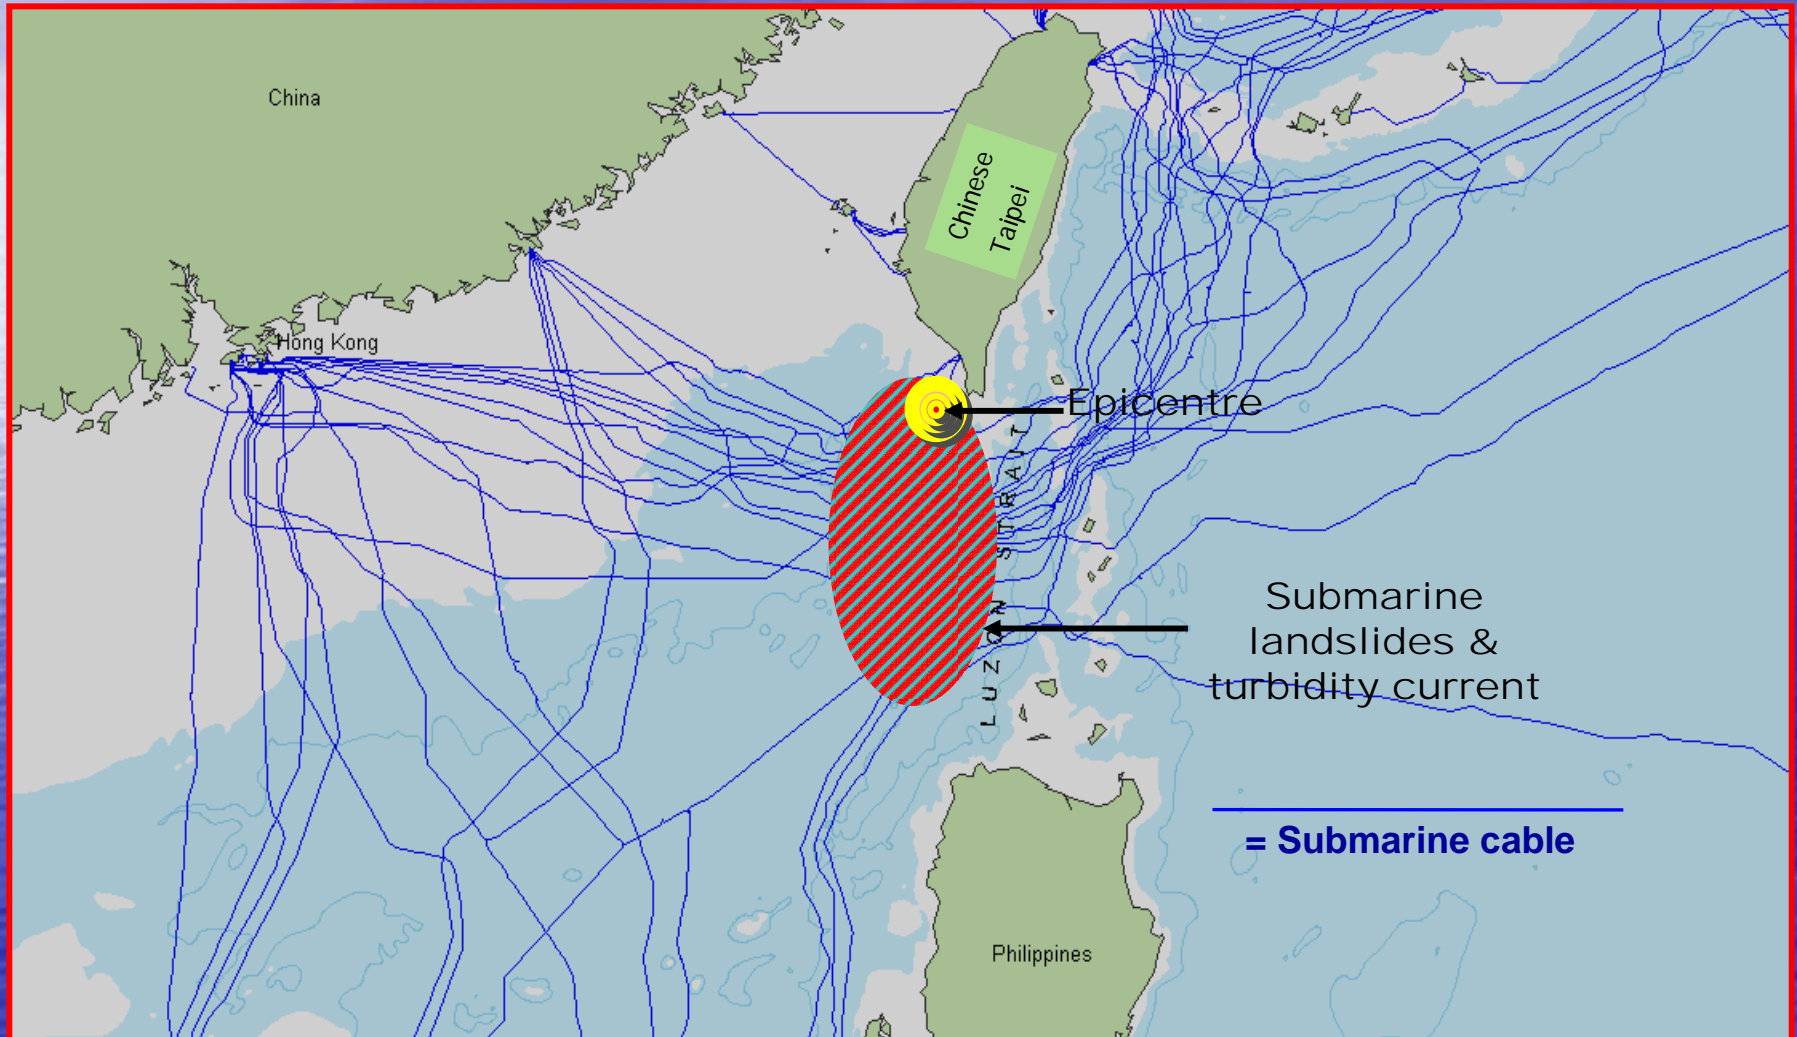 China
Chinese
Taipei
Hong Kong
Epicentre
LUZON STRAIT
Submarine
landslides &
turbidity current
= Submarine cable
Philippines